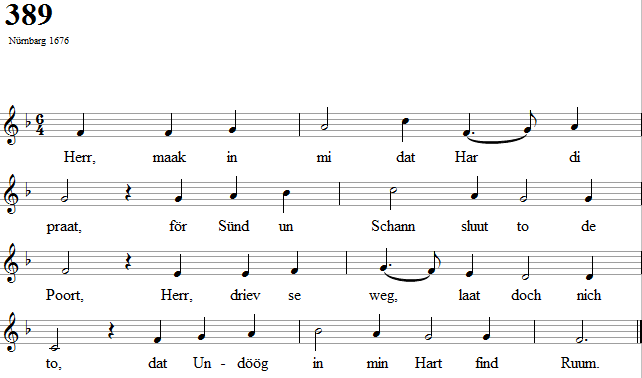 389
Nürnbarg 1676
Herr, maak in mi dat Har di
praat, för Sünd un Schann sluut to de
Poort, Herr, driev se weg, laat doch nich
to, dat Un - döög in min Hart find Ruum.